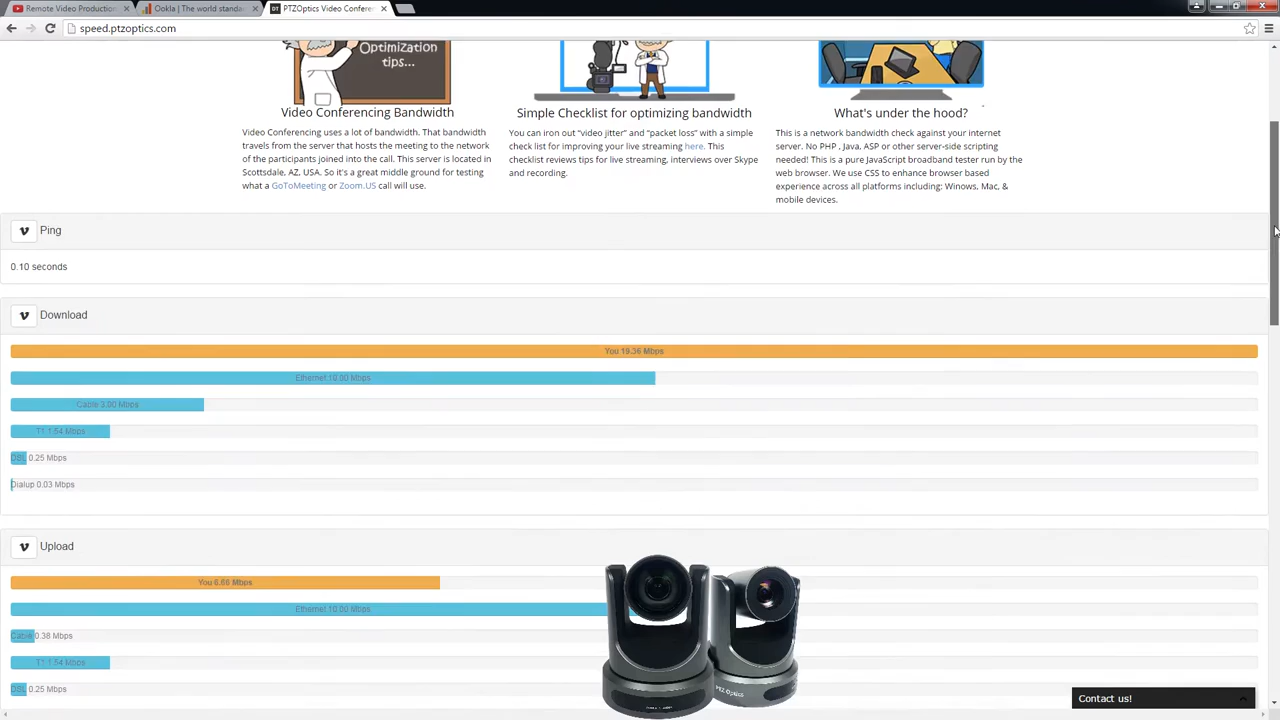 Remote Video Productio
Ookla | The world standa
PTZOptics Video Conferen
speed.ptzoptics.com
Optimization
tips...
Video Conferencing Bandwidth
Video Conferencing uses a lot of bandwidth. That bandwidth
travels from the server that hosts the meeting to the network
of the participants joined into the call. This server is located in
Scottsdale, AZ, USA. So it's a great middle ground for testing
what a GoToMeeting or Zoom.US call will use.
Simple Checklist for optimizing bandwidth
You can iron out “video jitter” and “packet loss” with a simple
check list for improving your live streaming here. This
checklist reviews tips for live streaming, interviews over Skype
and recording.
What's under the hood?
This is a network bandwidth check against your internet
server. No PHP , Java, ASP or other server-side scripting
needed! This is a pure JavaScript broadband tester run by the
web browser. We use CSS to enhance browser based
experience across all platforms including: Winows, Mac, &
mobile devices.
Ping
0.10 seconds
Download
You 19.36 Mbps
Ethernet 10.00 Mbps
Cable 3.00 Mbps
T1 1.54 Mbps
DSL 0.25 Mbps
Dialup 0.03 Mbps
Upload
You 6.66 Mbps
Ethernet 10.00 Mbps
Cable 0.38 Mbps
T1 1.54 Mbps
DSL 0.25 Mbps
PTZ Optics
Contact us!